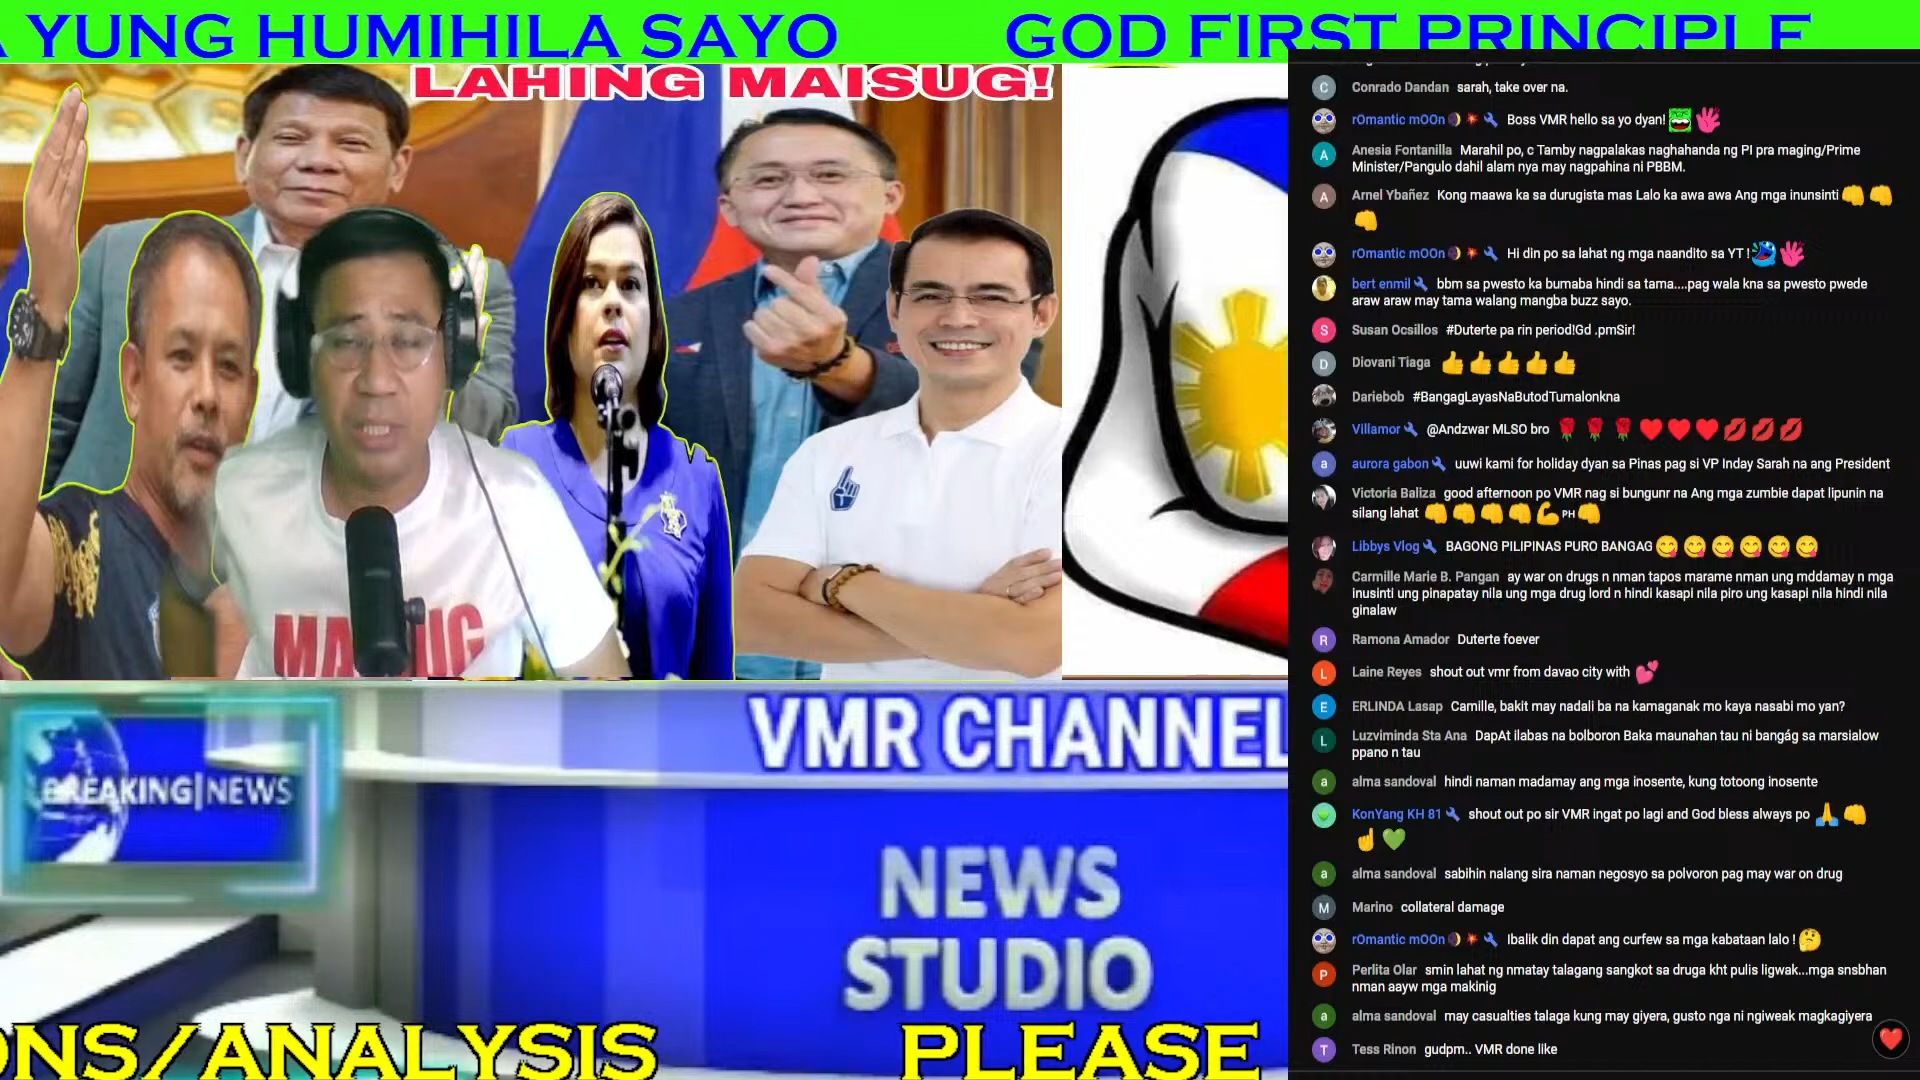 YUNG HUMIHILA SAYO GOD FIRST PRINCIPLE
LAHING MAISUG!
BREAKING|NEWS
VMR CHANNEL
NEWS
STUDIO
ONS/ANALYSIS PLEASE
Conrado Dandan sarah, take over na.
rOmantic mOOn🌒💥 Boss VMR hello sa yo dyan!
Anesia Fontanilla Marahil po, c Tamby nagpalakas naghahanda ng PI pra maging/Prime
Minister/Pangulo dahil alam nya may nagpahina ni PBBM.
Arnel Ybañez Kong maawa ka sa durugista mas Lalo ka awa awa Ang mga inunsinti 👊👊
👊
rOmantic mOOn🌒💥 Hi din po sa lahat ng mga naandito sa YT !
bert enmil bbm sa pwesto ka bumaba hindi sa tama....pag wala kna sa pwesto pwede
araw araw may tama walang mangba buzz sayo.
Susan Ocsillos #Duterte pa rin period!Gd .pmSir!
Diovani Tiaga 👍👍👍👍👍
Dariebob #BangagLayasNaButodTumalonkna
Villamor @Andzwar MLSO bro 🌹🌹🌹❤️❤️❤️💋💋💋
aurora gabon uuwi kami for holiday dyan sa Pinas pag si VP Inday Sarah na ang President
Victoria Baliza good afternoon po VMR nag si bungunr na Ang mga zumbie dapat lipunin na
silang lahat 👊👊👊👊💪PH👊
Libbys Vlog BAGONG PILIPINAS PURO BANGAG 😋😋😋😋😋😋
Carmille Marie B. Pangan ay war on drugs n nman tapos marame nman ung mddamay n mga
inusinti ung pinapatay nila ung mga drug lord n hindi kasapi nila piro ung kasapi nila hindi nila
ginalaw
Ramona Amador Duterte foever
Laine Reyes shout out vmr from davao city with 💕
ERLINDA Lasap Camille, bakit may nadali ba na kamaganak mo kaya nasabi mo yan?
Luzviminda Sta Ana DapAt ilabas na bolboron Baka maunahan tau ni bangág sa marsialow
ppano n tau
alma sandoval hindi naman madamay ang mga inosente, kung totoong inosente
KonYang KH 81 shout out po sir VMR ingat po lagi and God bless always po 🙏👊
☝️💚
alma sandoval sabihin nalang sira naman negosyo sa polvoron pag may war on drug
Marino collateral damage
rOmantic mOOn🌒💥 Ibalik din dapat ang curfew sa mga kabataan lalo ! 🤔
Perlita Olar smin lahat ng nmatay talagang sangkot sa druga kht pulis ligwak...mga snsbhan
nman aayw mga makinig
alma sandoval may casualties talaga kung may giyera, gusto nga ni ngiweak magkagiyera
Tess Rinon gudpm.. VMR done like